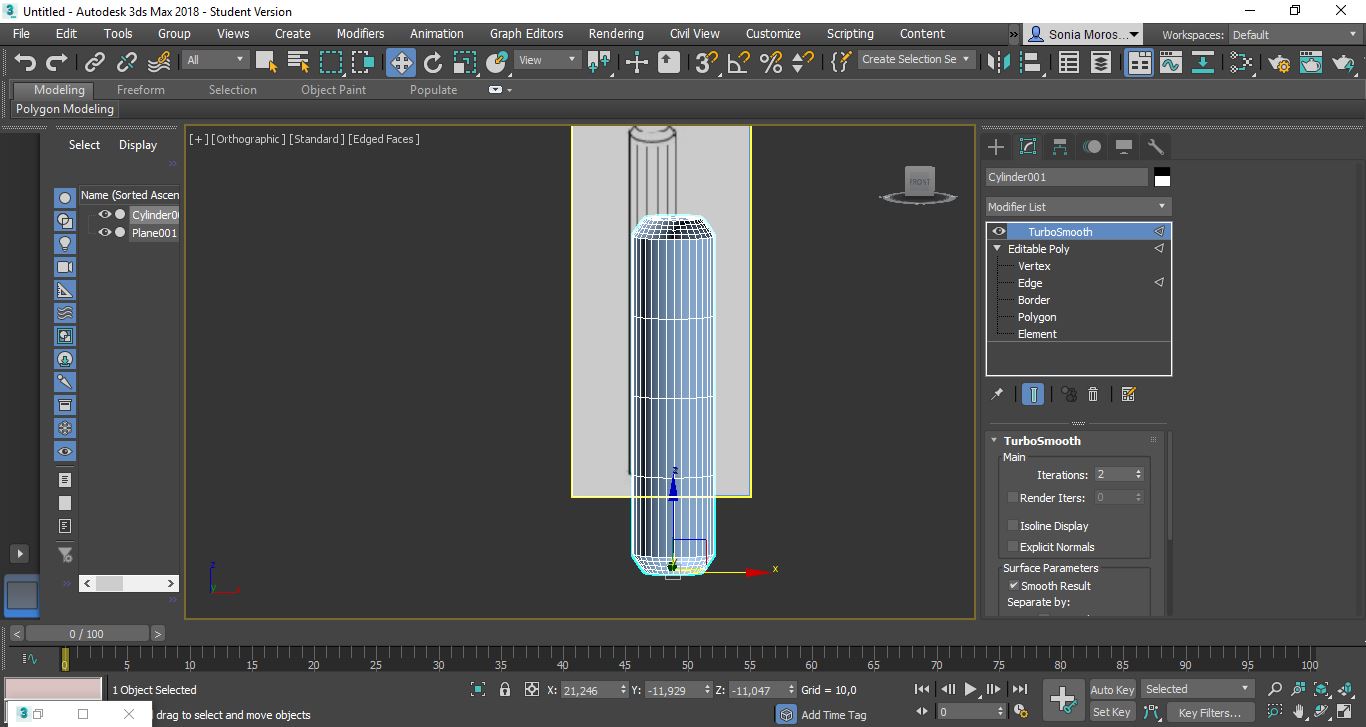 Untitled - Autodesk 3ds Max 2018 - Student Version
File Edit Tools Group Views Create Modifiers Animation Graph Editors Rendering Civil View Customize Scripting Content » Sonia Moros... Workspaces: Default
All View 3 Create Selection Se
Modeling Freeform Selection Object Paint Populate
Polygon Modeling
Select Display
»
Name (Sorted Ascen
Cylinder0
Plane001
»
»
[+] [Orthographic] [Standard] [Edged Faces]
FRONT
z
x
y
z
y
Cylinder001
Modifier List
TurboSmooth
Editable Poly
Vertex
Edge
Border
Polygon
Element
TurboSmooth
Main
Iterations: 2
Render Iters: 0
Isoline Display
Explicit Normals
Surface Parameters
Smooth Result
Separate by:
< 0 / 100 >
0 5 10 15 20 25 30 35 40 45 50 55 60 65 70 75 80 85 90 95 100
1 Object Selected X: 21,246 Y: -11,929 Z: -11,047 Grid = 10,0 Auto Key Selected
drag to select and move objects Add Time Tag 0 Set Key Key Filters...
3